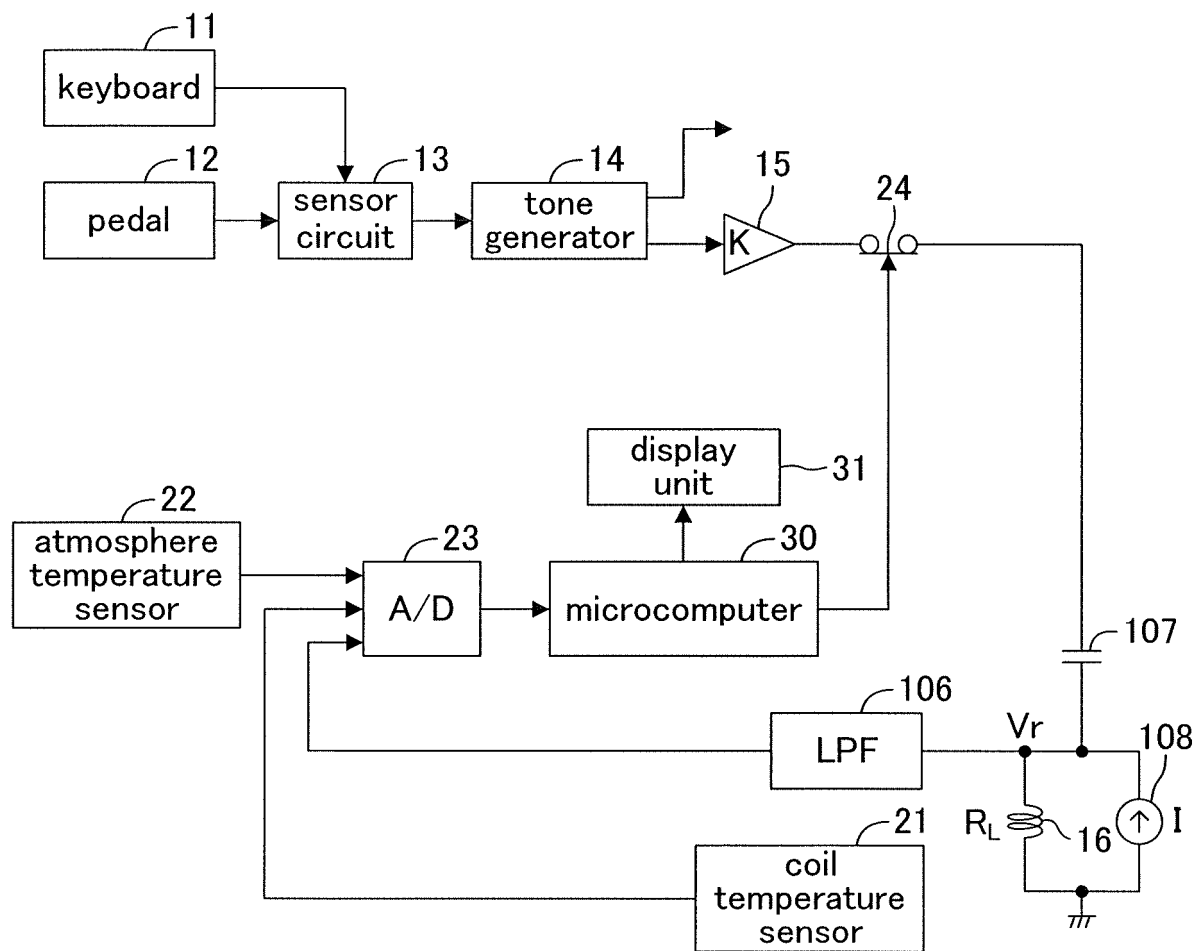 11
keyboard
12
pedal
13
sensor
circuit
14
tone
generator
15
K
24
display
unit
31
22
atmosphere
temperature
sensor
23
A/D
30
microcomputer
107
106
LPF
Vr
108
RL
16
I
21
coil
temperature
sensor